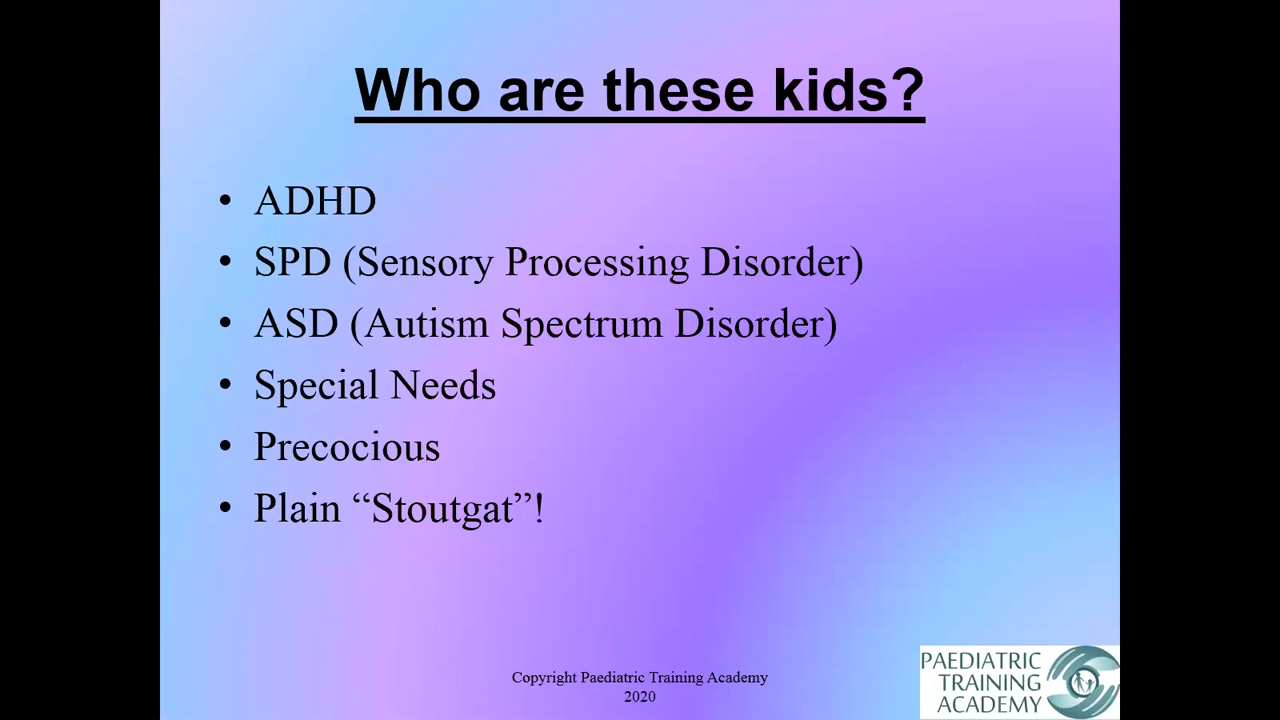 Who are these kids?
• ADHD
• SPD (Sensory Processing Disorder)
• ASD (Autism Spectrum Disorder)
• Special Needs
• Precocious
• Plain “Stoutgat”!
Copyright Paediatric Training Academy
2020
PAEDIATRIC
TRAINING
ACADEMY